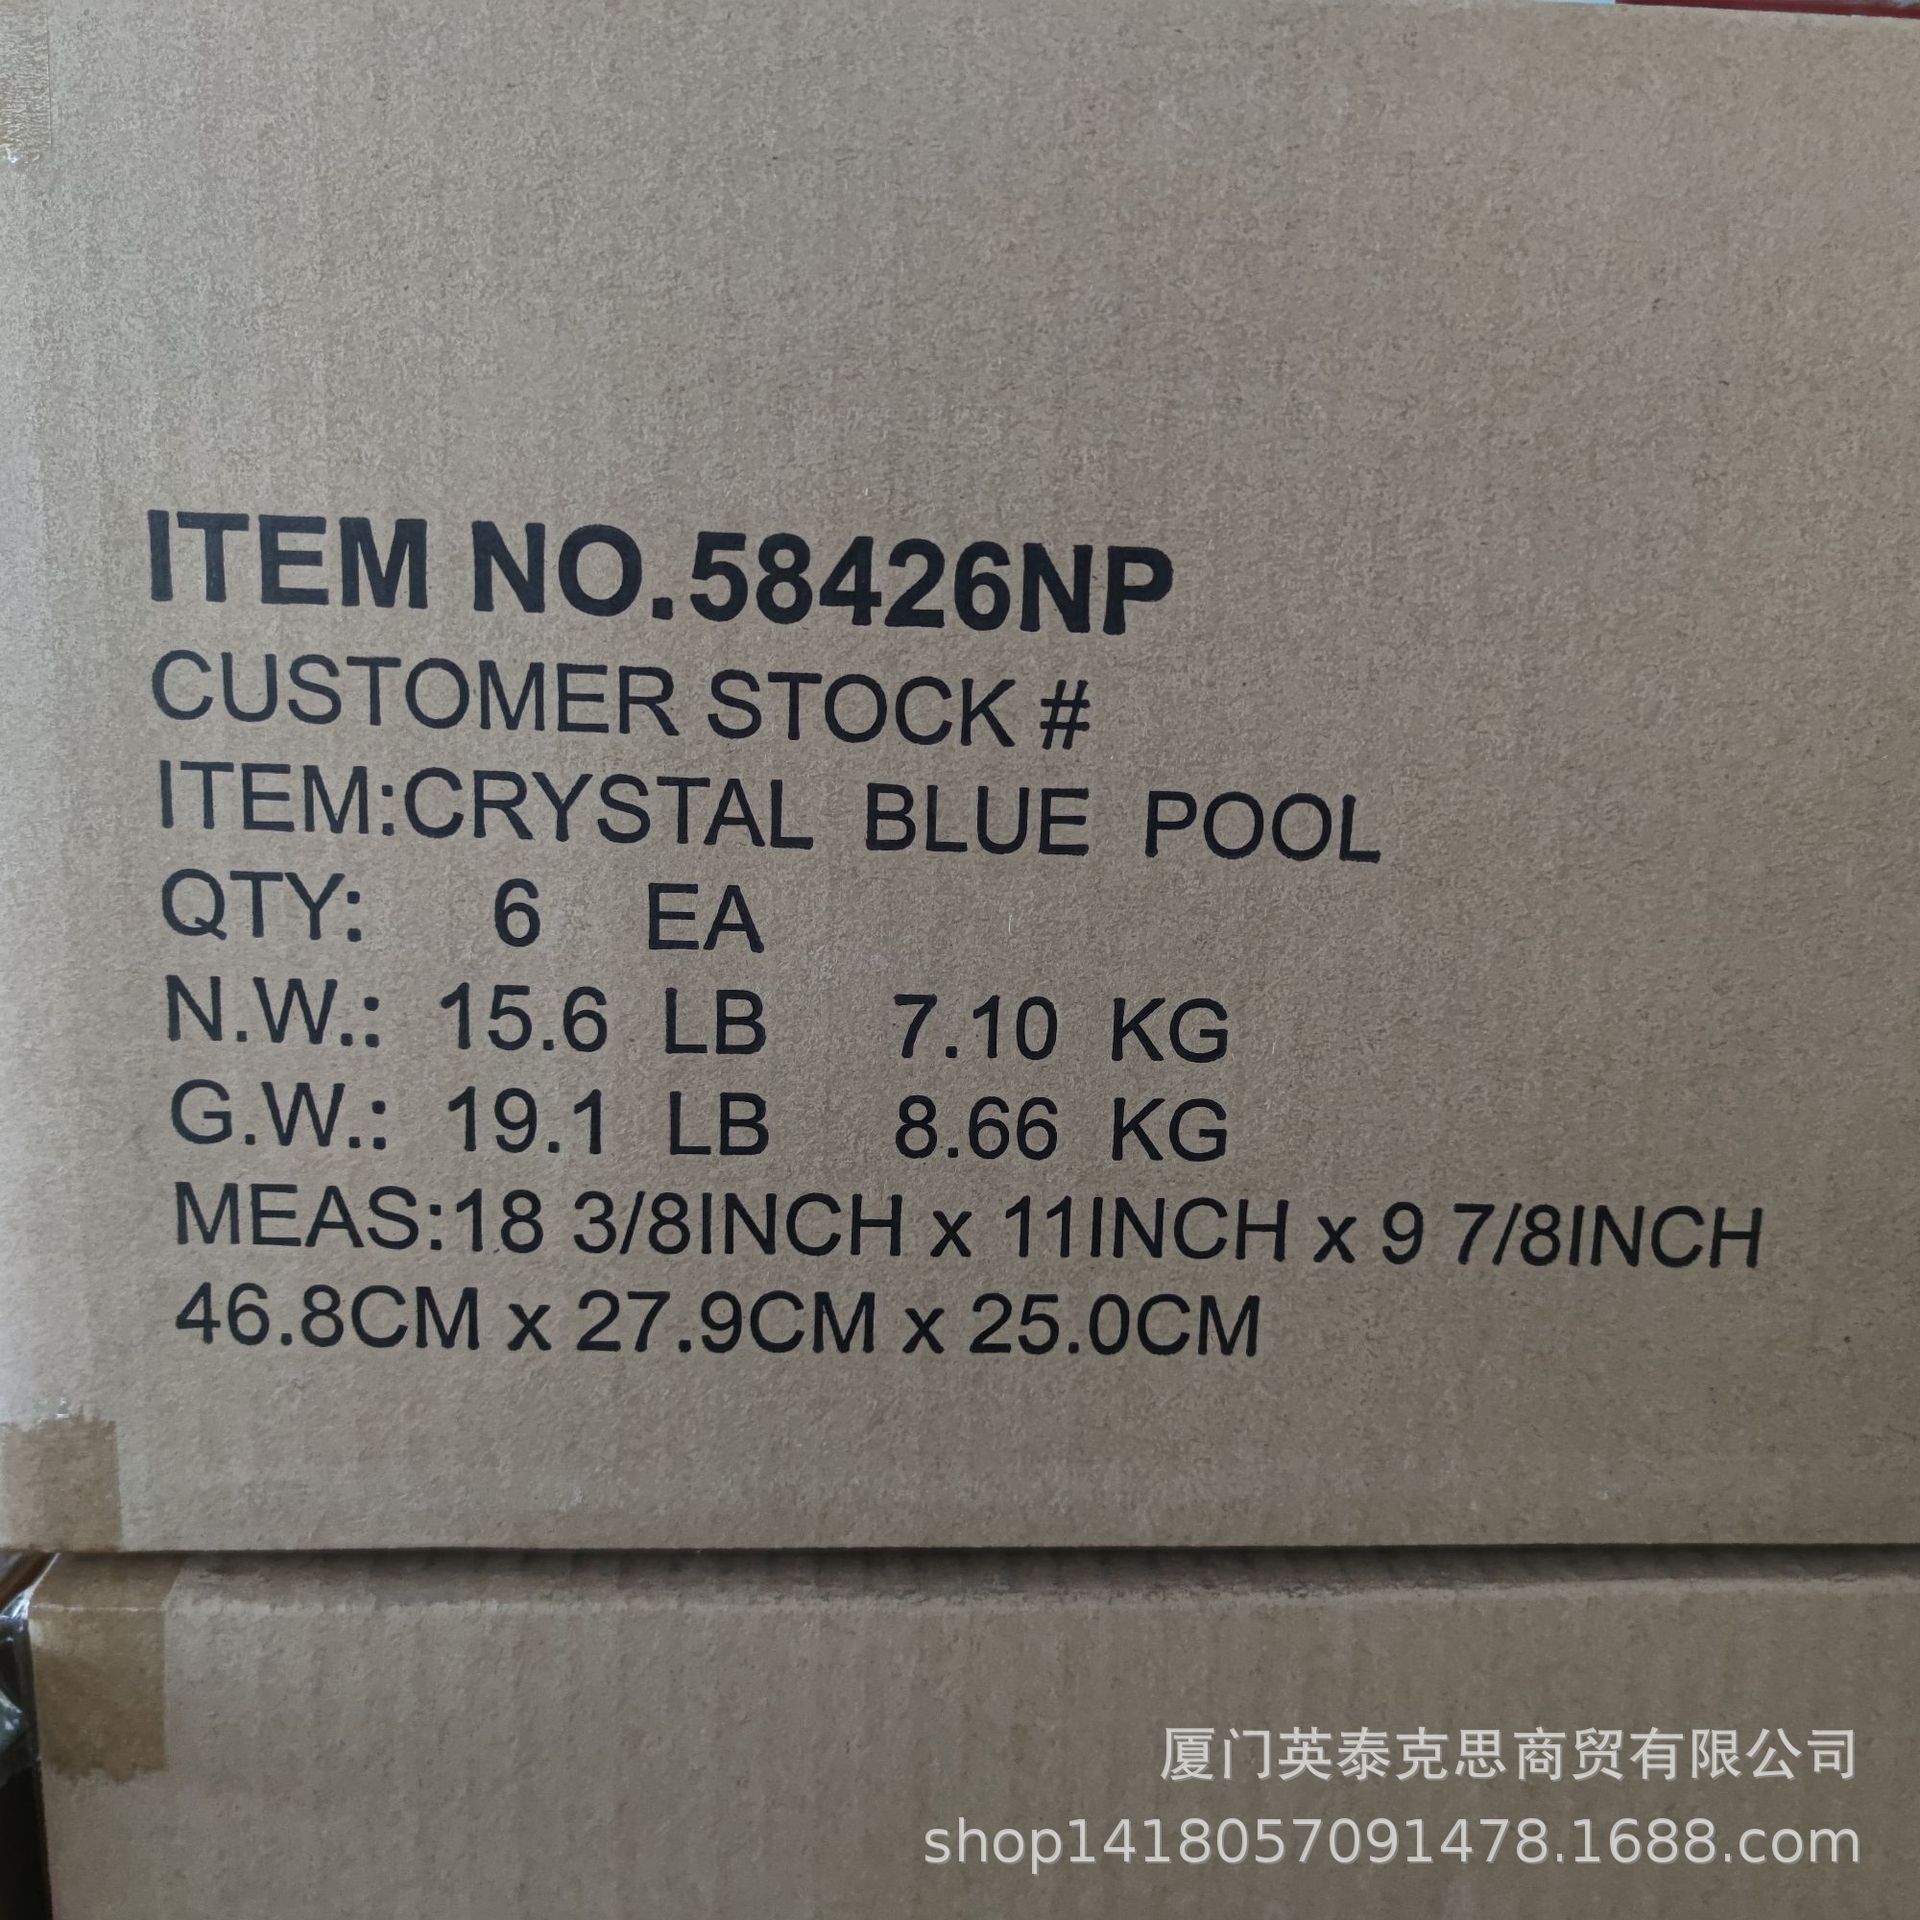 ITEM NO.58426NP
CUSTOMER STOCK #
ITEM:CRYSTAL BLUE POOL
QTY: 6 EA
N.W.: 15.6 LB 7.10 KG
G.W.: 19.1 LB 8.66 KG
MEAS:18 3/8INCH x 11INCH x 9 7/8INCH
46.8CM x 27.9CM x 25.0CM
厦门英泰克思商贸有限公司
shop1418057091478.1688.com